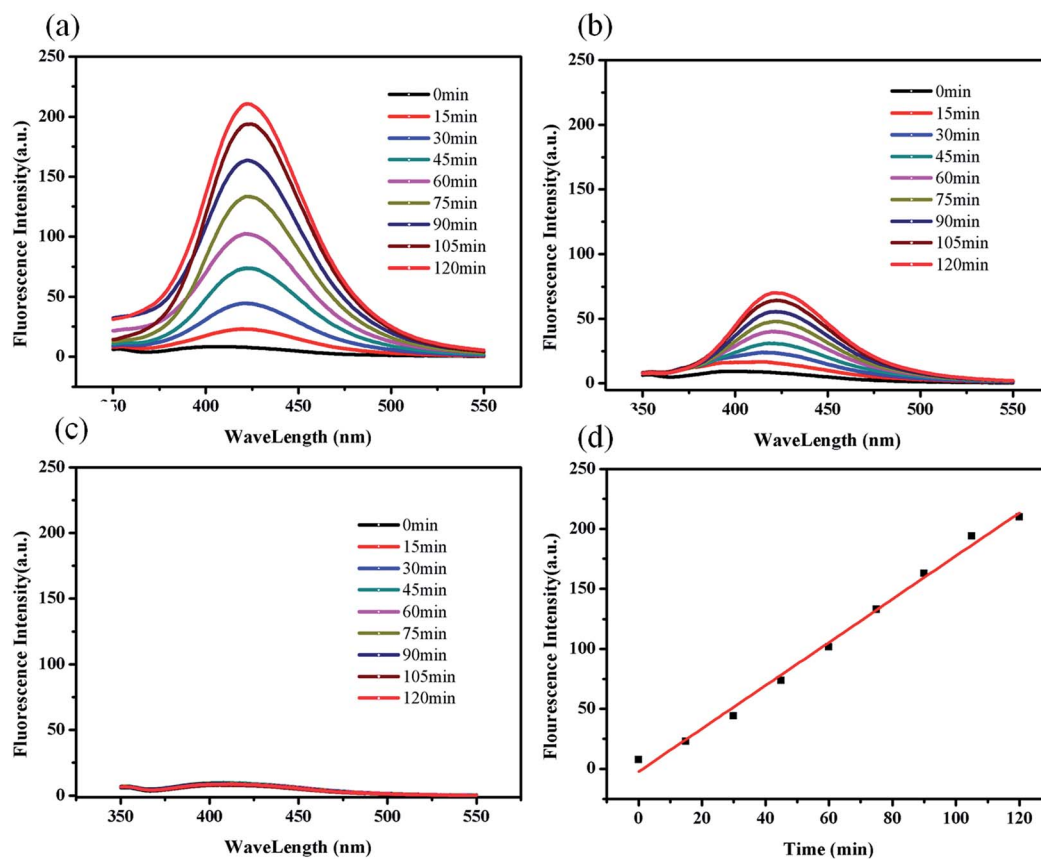 (a)
250
200
150
100
50
0
Fluorescence Intensity(a.u.)
0min
15min
30min
45min
60min
75min
90min
105min
120min
400
450
500
550
WaveLength (nm)
(b)
250
200
150
100
50
0
Fluorescence Intensity(a.u.)
0min
15min
30min
45min
60min
75min
90min
105min
120min
350
400
450
500
550
WaveLength (nm)
(c)
250
200
150
100
50
0
Fluorescence Intensity(a.u.)
0min
15min
30min
45min
60min
75min
90min
105min
120min
350
400
450
500
550
WaveLength (nm)
(d)
250
200
150
100
50
0
Flourescence Intensity(a.u.)
0
20
40
60
80
100
120
Time (min)